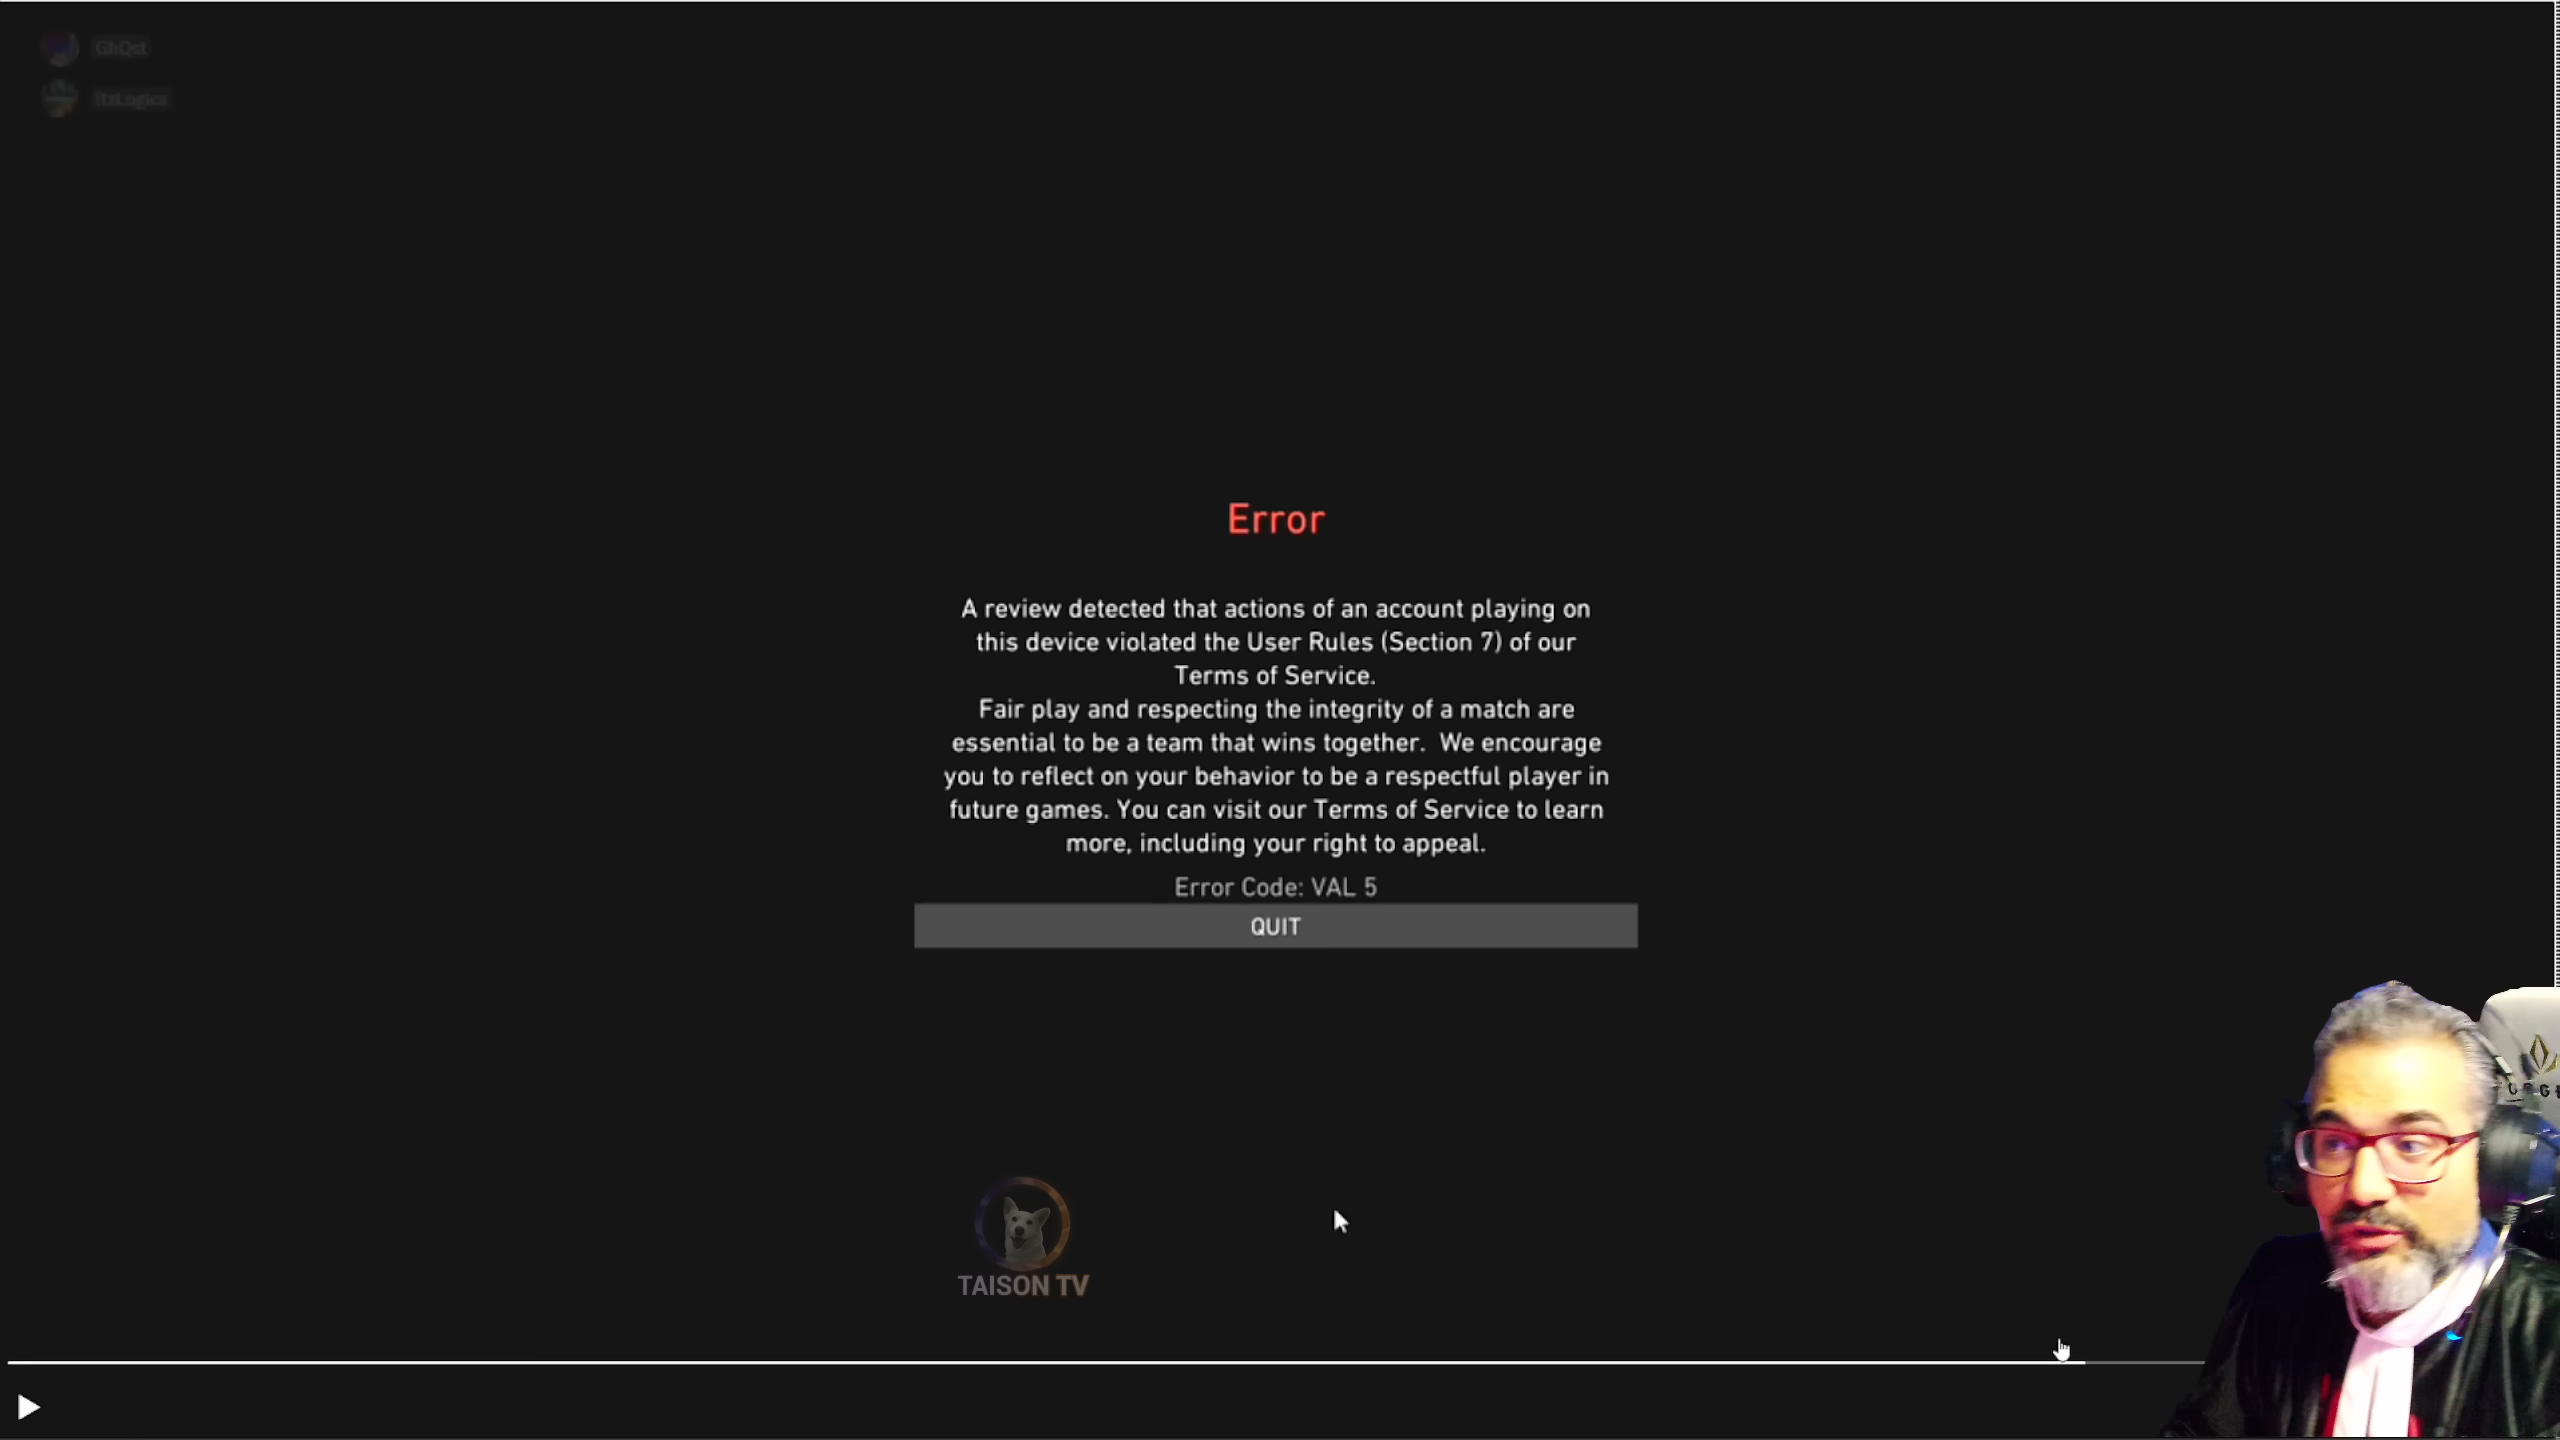 GhQst
ItzLogics
Error
A review detected that actions of an account playing on
this device violated the User Rules (Section 7) of our
Terms of Service.
Fair play and respecting the integrity of a match are
essential to be a team that wins together. We encourage
you to reflect on your behavior to be a respectful player in
future games. You can visit our Terms of Service to learn
more, including your right to appeal.
Error Code: VAL 5
QUIT
TAISON TV